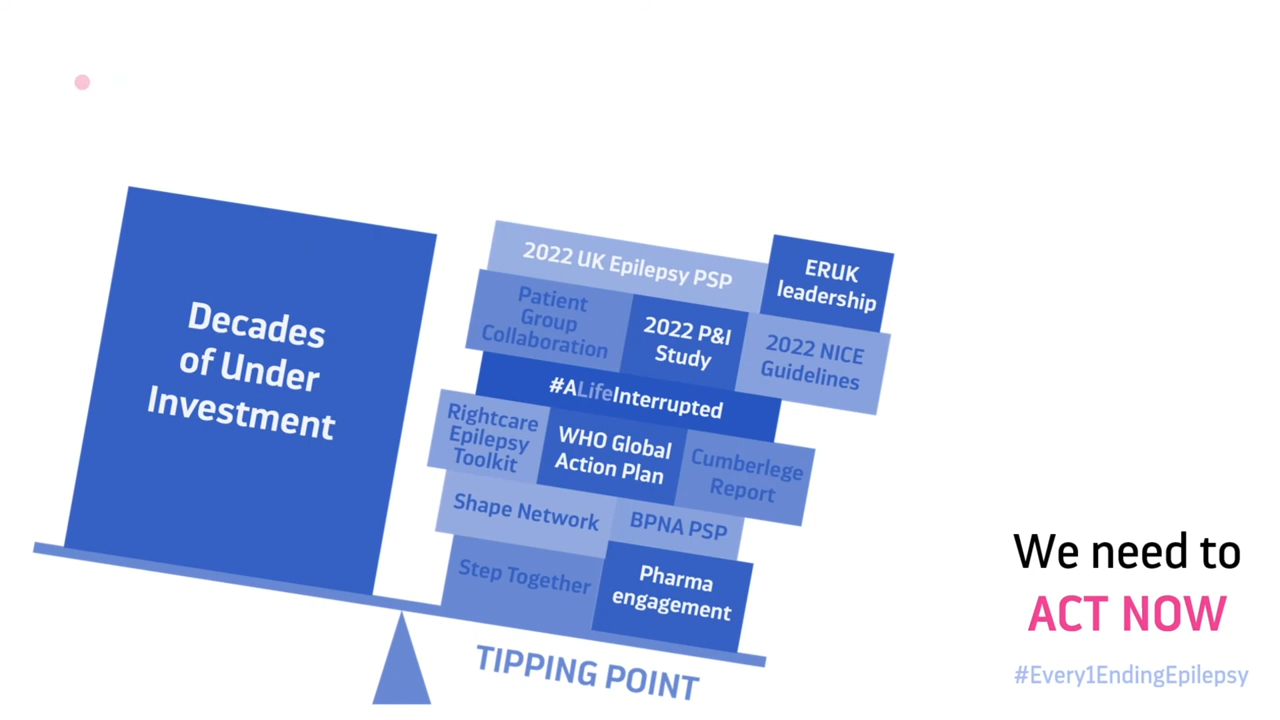 Decades
of Under
Investment
2022 UK Epilepsy PSP
ERUK
leadership
Patient
Group
Collaboration
2022 P&I
Study
2022 NICE
Guidelines
#ALifeInterrupted
Rightcare
Epilepsy
Toolkit
WHO Global
Action Plan
Cumberlege
Report
Shape Network
BPNA PSP
Step Together
Pharma
engagement
TIPPING POINT
We need to
ACT NOW
#Every1EndingEpilepsy